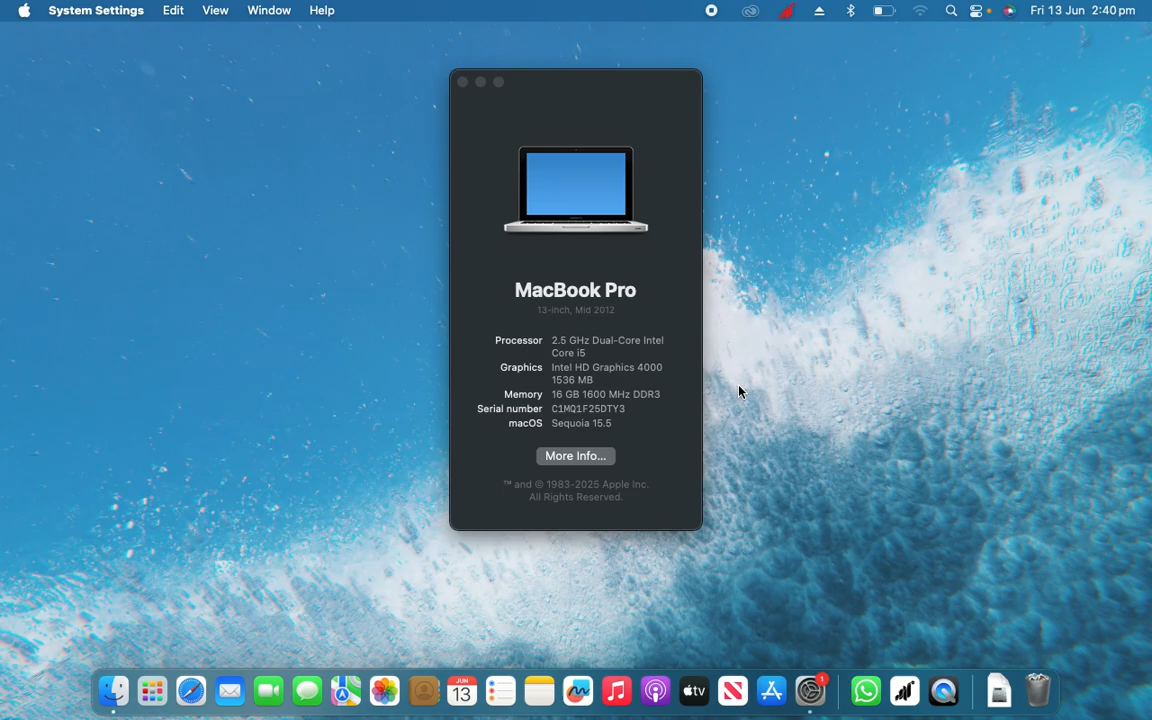 System Settings Edit View Window Help Fri 13 Jun 2:40 pm
MacBook Pro
13-inch, Mid 2012
Processor 2.5 GHz Dual-Core Intel
Core i5
Graphics Intel HD Graphics 4000
1536 MB
Memory 16 GB 1600 MHz DDR3
Serial number C1MQ1F25DTY3
macOS Sequoia 15.5
More Info...
™ and © 1983-2025 Apple Inc.
All Rights Reserved.
JUN
13
tv
1